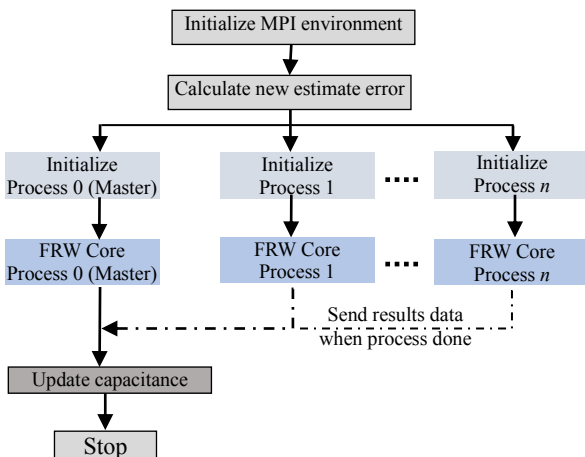 Initialize MPI environment
Calculate new estimate error
Initialize
Process 0 (Master)
Initialize
Process 1
....
Initialize
Process n
FRW Core
Process 0 (Master)
FRW Core
Process 1
....
FRW Core
Process n
Send results data
when process done
Update capacitance
Stop